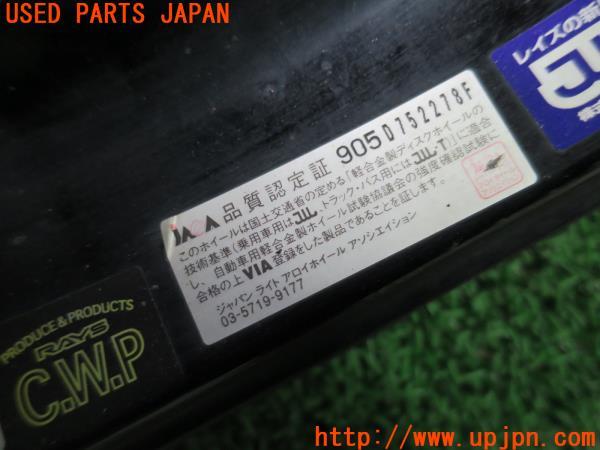 USED PARTS JAPAN
レイズの新
株式
JAWA 品質認定証 905D752278F
このホイールは国土交通省の定める「軽合金製ディスクホイールの
技術基準（乗用車用はJWL、トラック・バス用にはJWL-T）」に適合
し、自動車用軽合金製ホイール試験協議会の強度確認試験に
合格の上VIA登録をした製品であることを証します。
ジャパン ライト アロイホイール アソシエイション
03-5719-9177
PRODUCE & PRODUCTS
RAYS
C.W.P
http://www.upjpn.com/